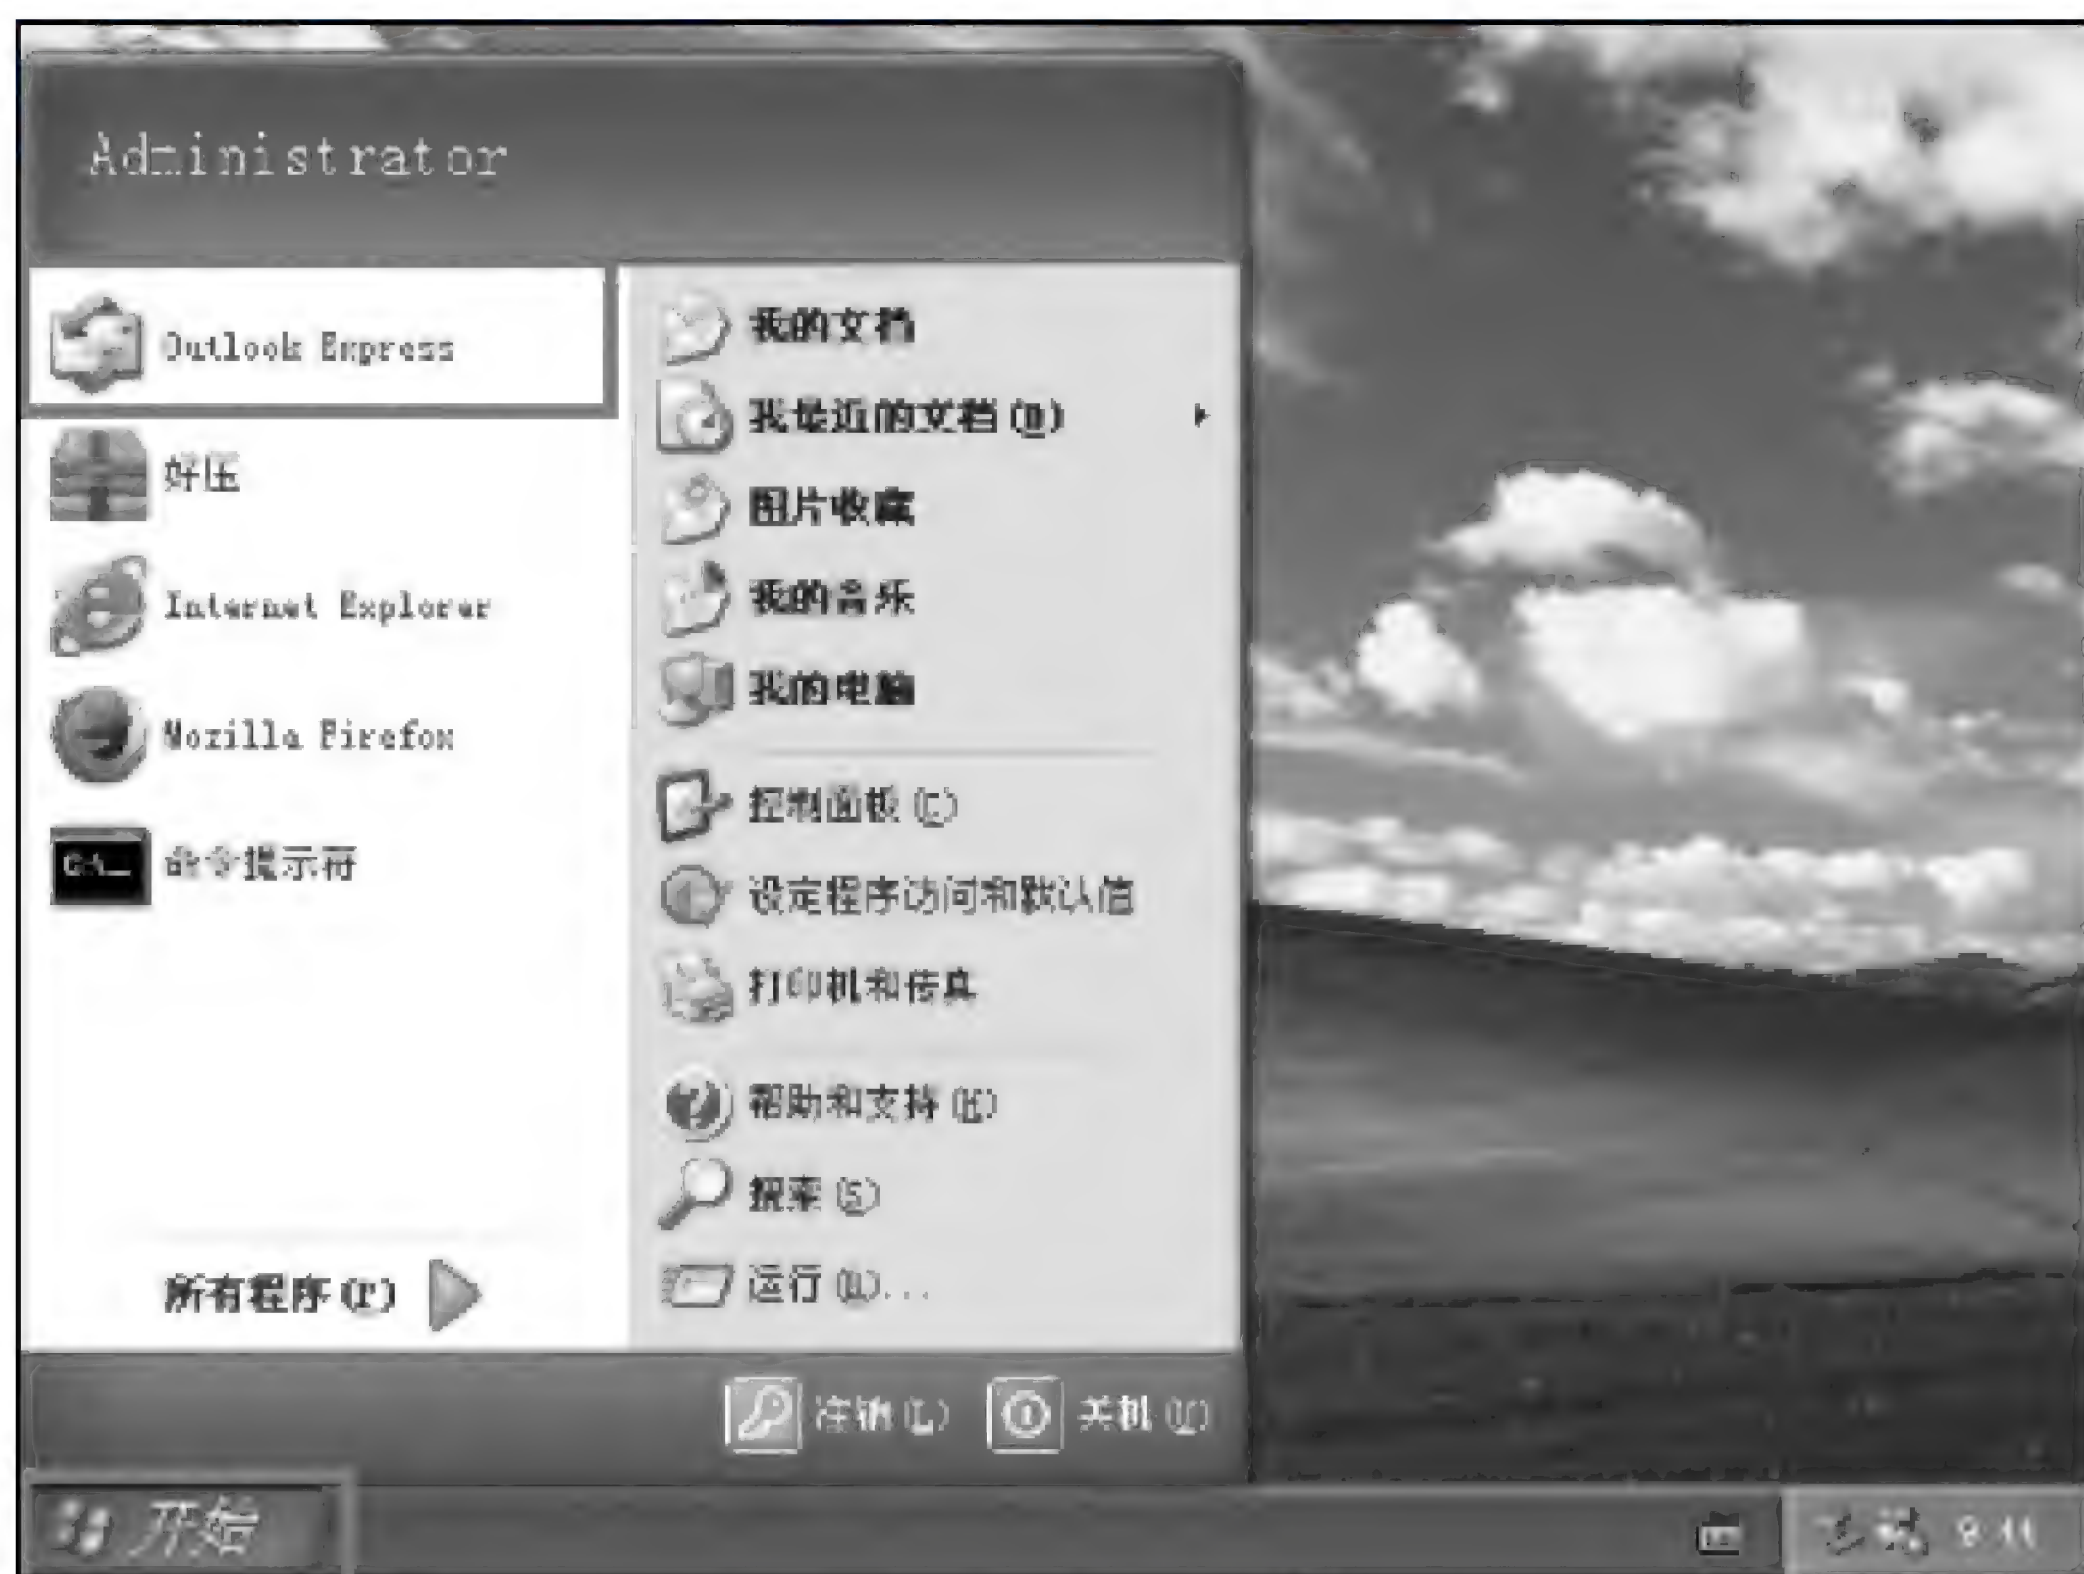 Administrator
Outlook Express
好压
Internet Explorer
Mozilla Firefox
C:\_
命令提示符
所有程序(P)
我的文档
我最近的文档(D)
图片收藏
我的音乐
我的电脑
控制面板(C)
设定程序访问和默认值
打印机和传真
帮助和支持(H)
搜索(S)
运行(R)...
注销(L)
关机(U)
开始